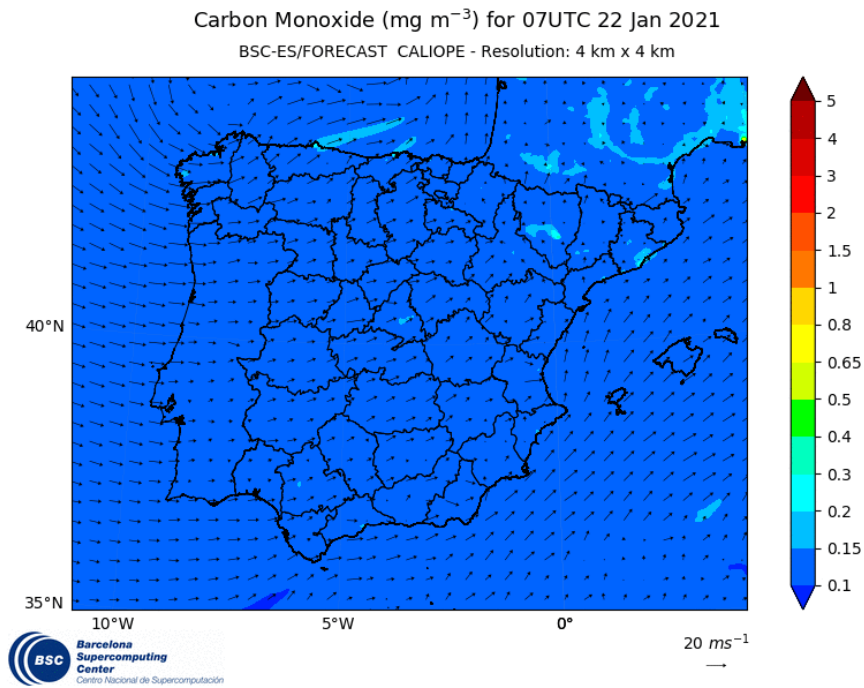 Carbon Monoxide (mg m⁻³) for 07UTC 22 Jan 2021
BSC-ES/FORECAST CALIOPE - Resolution: 4 km x 4 km
5
4
3
2
1.5
1
0.8
0.65
0.5
0.4
0.3
0.2
0.15
0.1
40°N
35°N
10°W
5°W
0°
20 ms⁻¹
BSC
Barcelona
Supercomputing
Center
Centro Nacional de Supercomputación